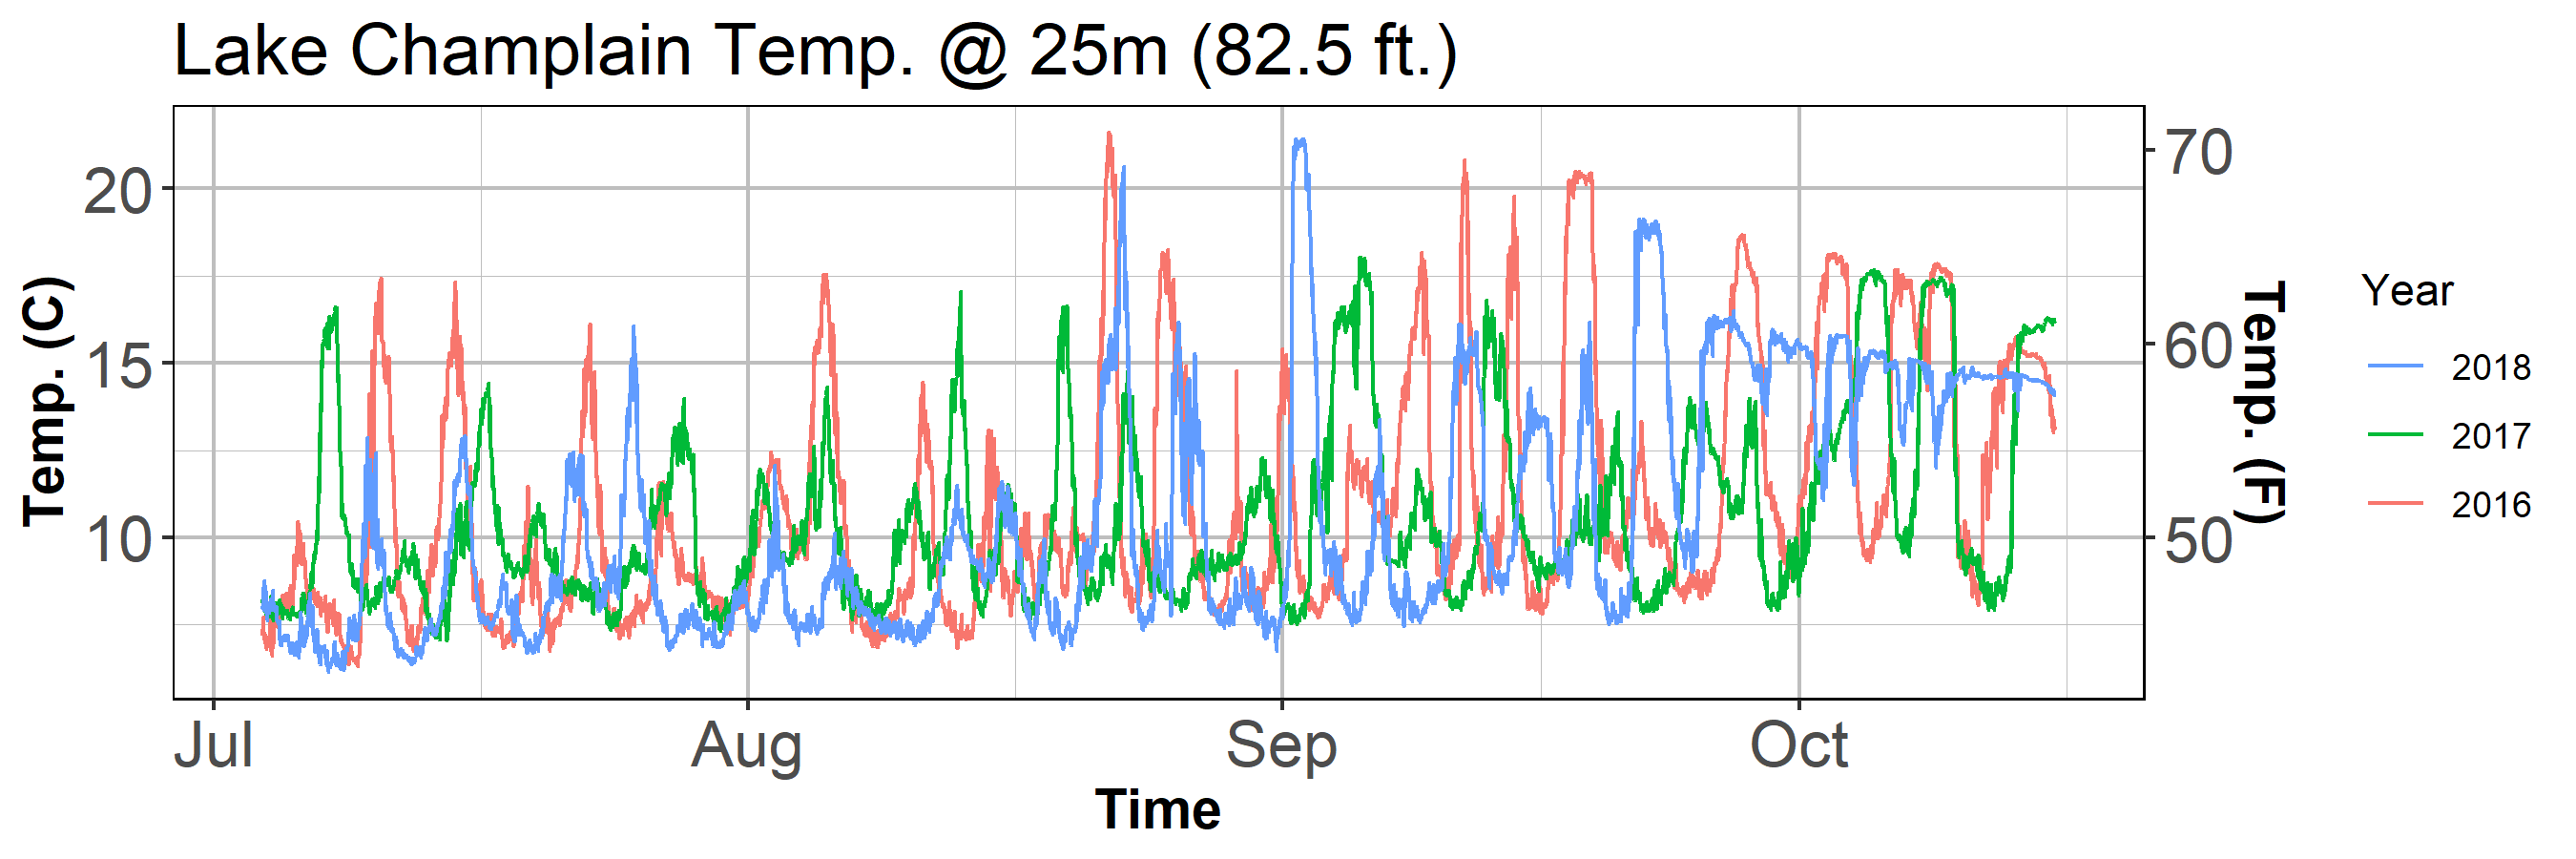 Lake Champlain Temp. @ 25m (82.5 ft.)
Temp. (C)
20
15
10
70
60
50
Temp. (F)
Jul Aug Sep Oct
Time
Year
2018
2017
2016